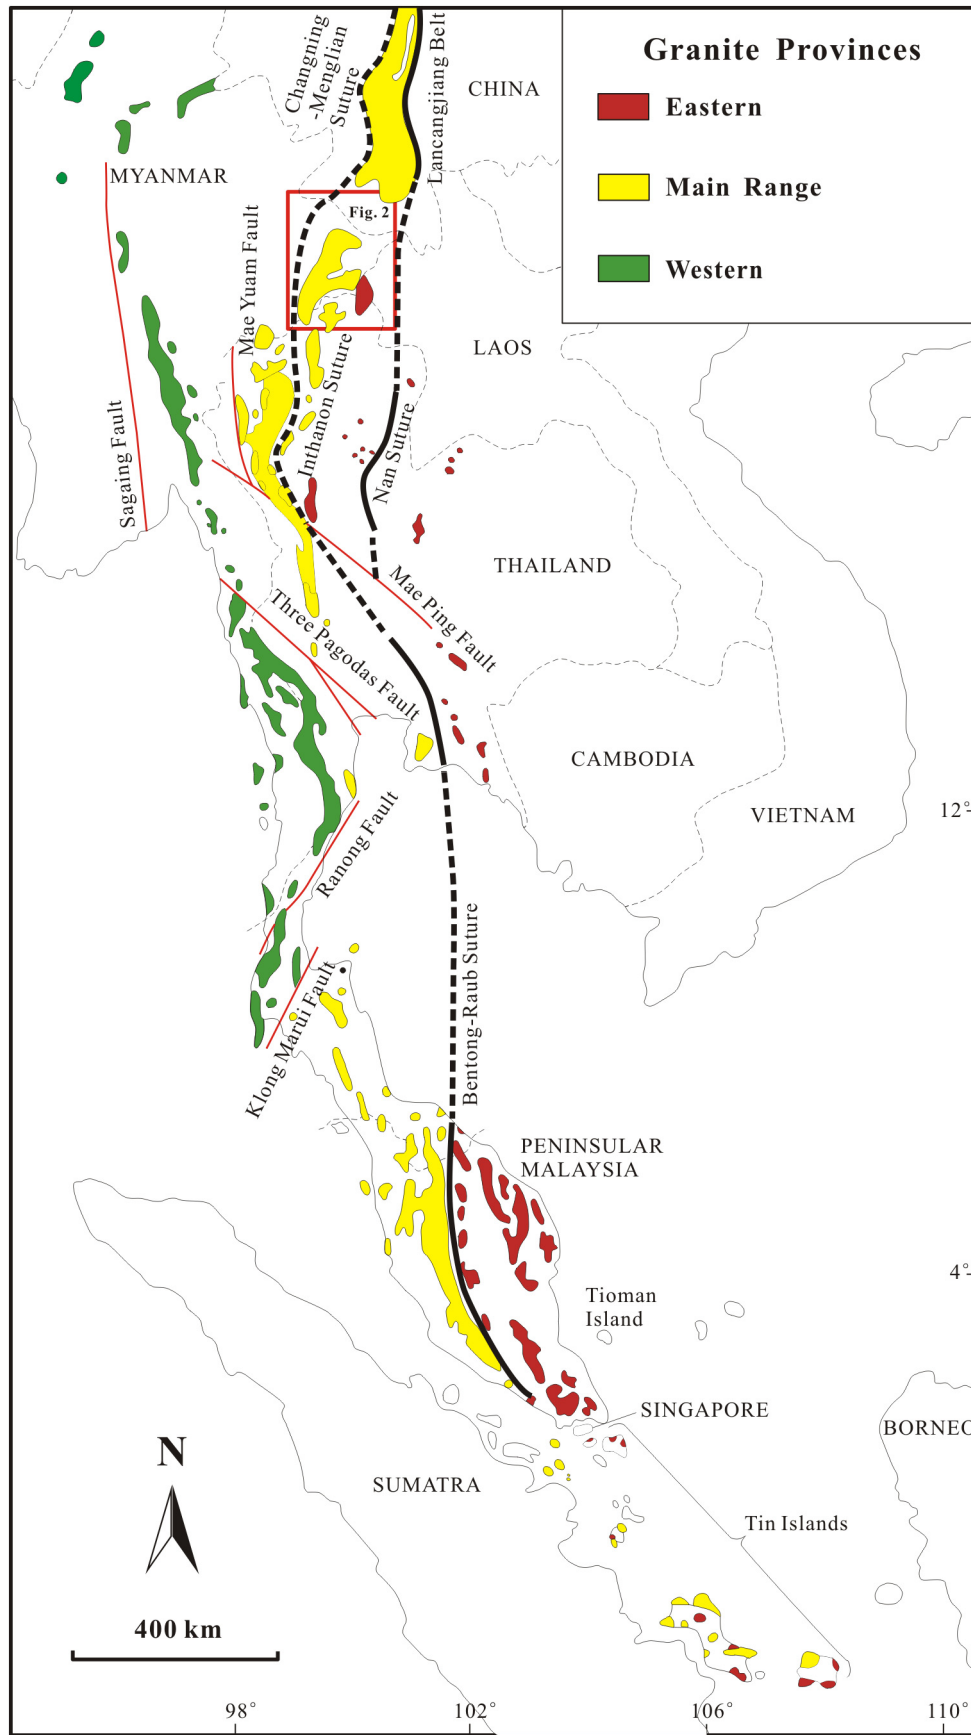 Granite Provinces
Eastern
Main Range
Western
Changning
-Menglian
Suture
Lancangjiang Belt
CHINA
MYANMAR
Fig. 2
Mae Yuam Fault
LAOS
Sagaing Fault
Inthanon Suture
Nan Suture
THAILAND
Mae Ping Fault
Three Pagodas Fault
CAMBODIA
VIETNAM
12°
Ranong Fault
Bentong-Raub Suture
Klong Marui Fault
PENINSULAR
MALAYSIA
4°
Tioman
Island
SINGAPORE
BORNEO
N
SUMATRA
Tin Islands
400 km
98°
102°
106°
110°